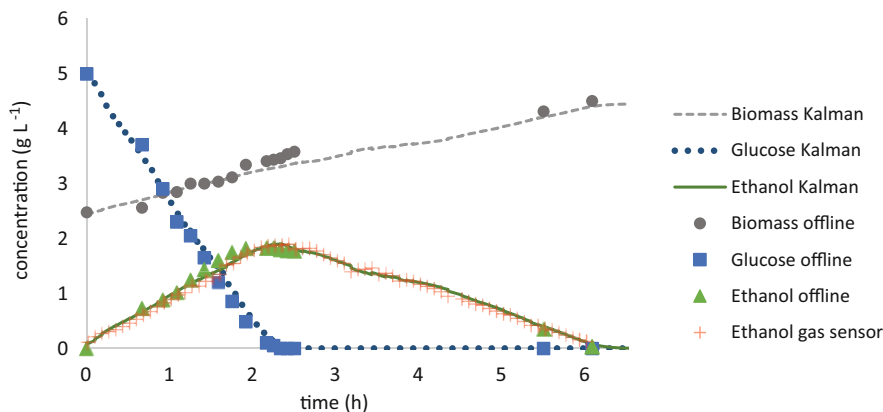 6
5
4
3
2
1
0
0 1 2 3 4 5 6
concentration (g L⁻¹)
time (h)
Biomass Kalman
Glucose Kalman
Ethanol Kalman
Biomass offline
Glucose offline
Ethanol offline
Ethanol gas sensor